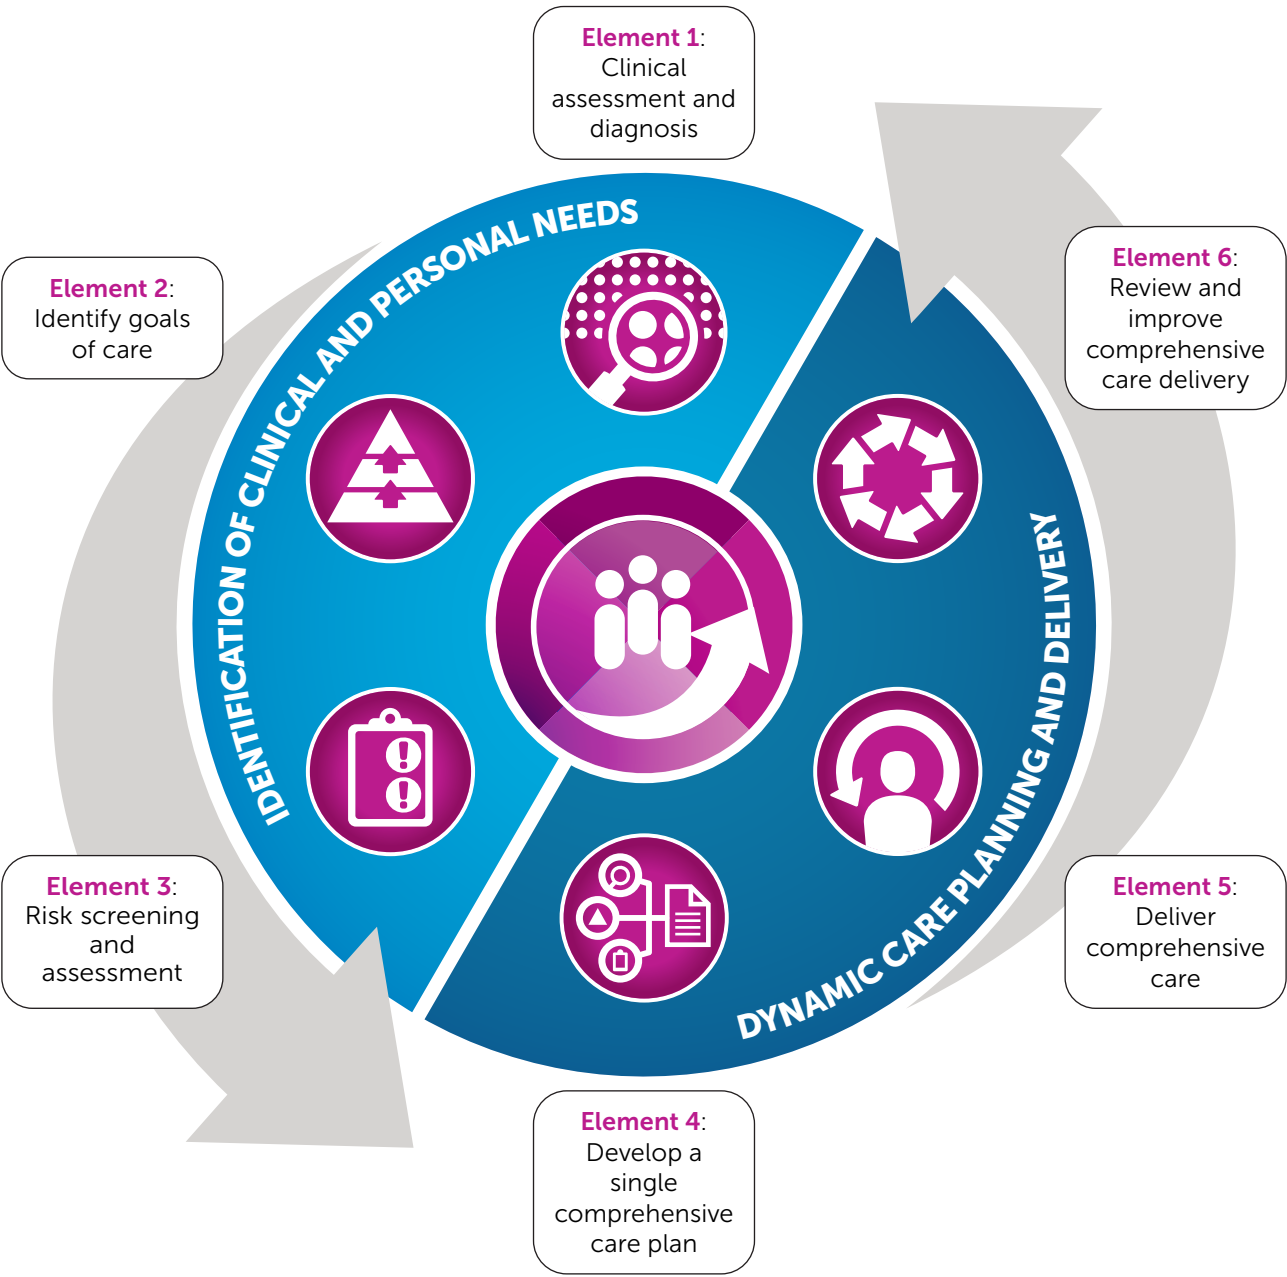 Element 1:
Clinical
assessment and
diagnosis
Element 2:
Identify goals
of care
Element 3:
Risk screening
and
assessment
Element 4:
Develop a
single
comprehensive
care plan
Element 5:
Deliver
comprehensive
care
Element 6:
Review and
improve
comprehensive
care delivery
IDENTIFICATION OF CLINICAL AND PERSONAL NEEDS
DYNAMIC CARE PLANNING AND DELIVERY